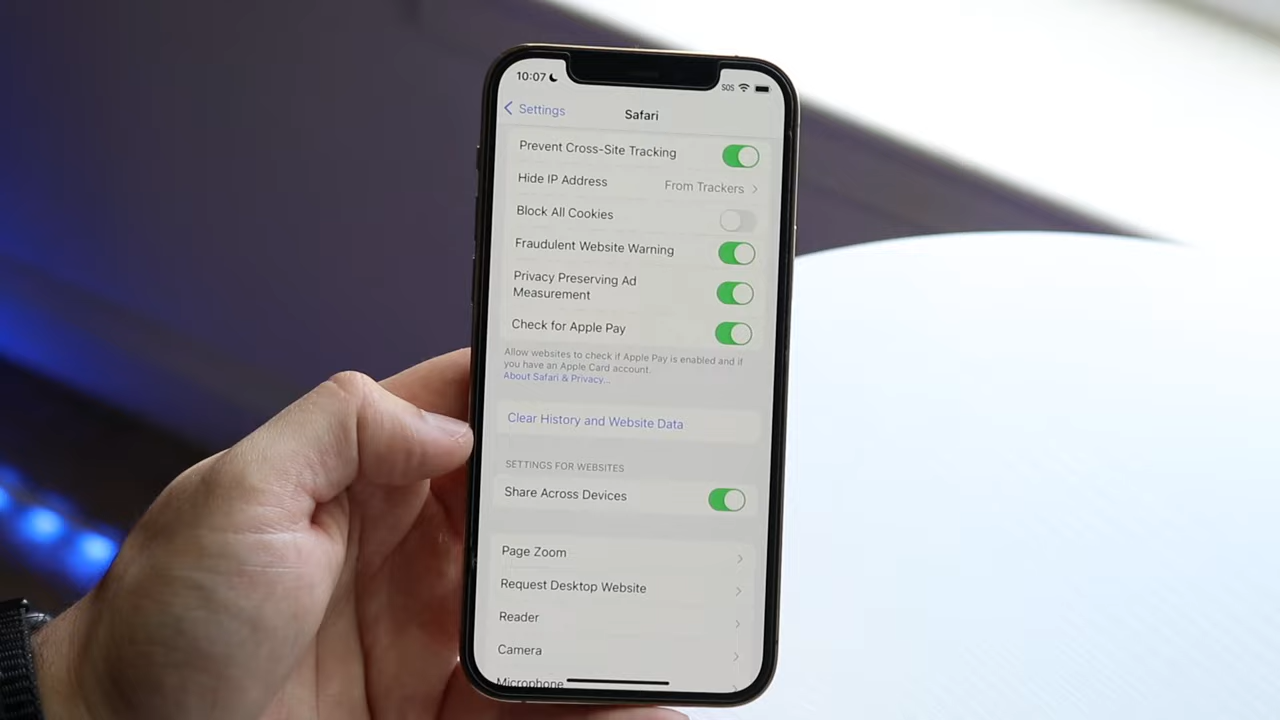 10:07
SOS
Settings
Safari
Prevent Cross-Site Tracking
Hide IP Address From Trackers
Block All Cookies
Fraudulent Website Warning
Privacy Preserving Ad
Measurement
Check for Apple Pay
Allow websites to check if Apple Pay is enabled and if
you have an Apple Card account.
About Safari & Privacy...
Clear History and Website Data
SETTINGS FOR WEBSITES
Share Across Devices
Page Zoom
Request Desktop Website
Reader
Camera
Microphone